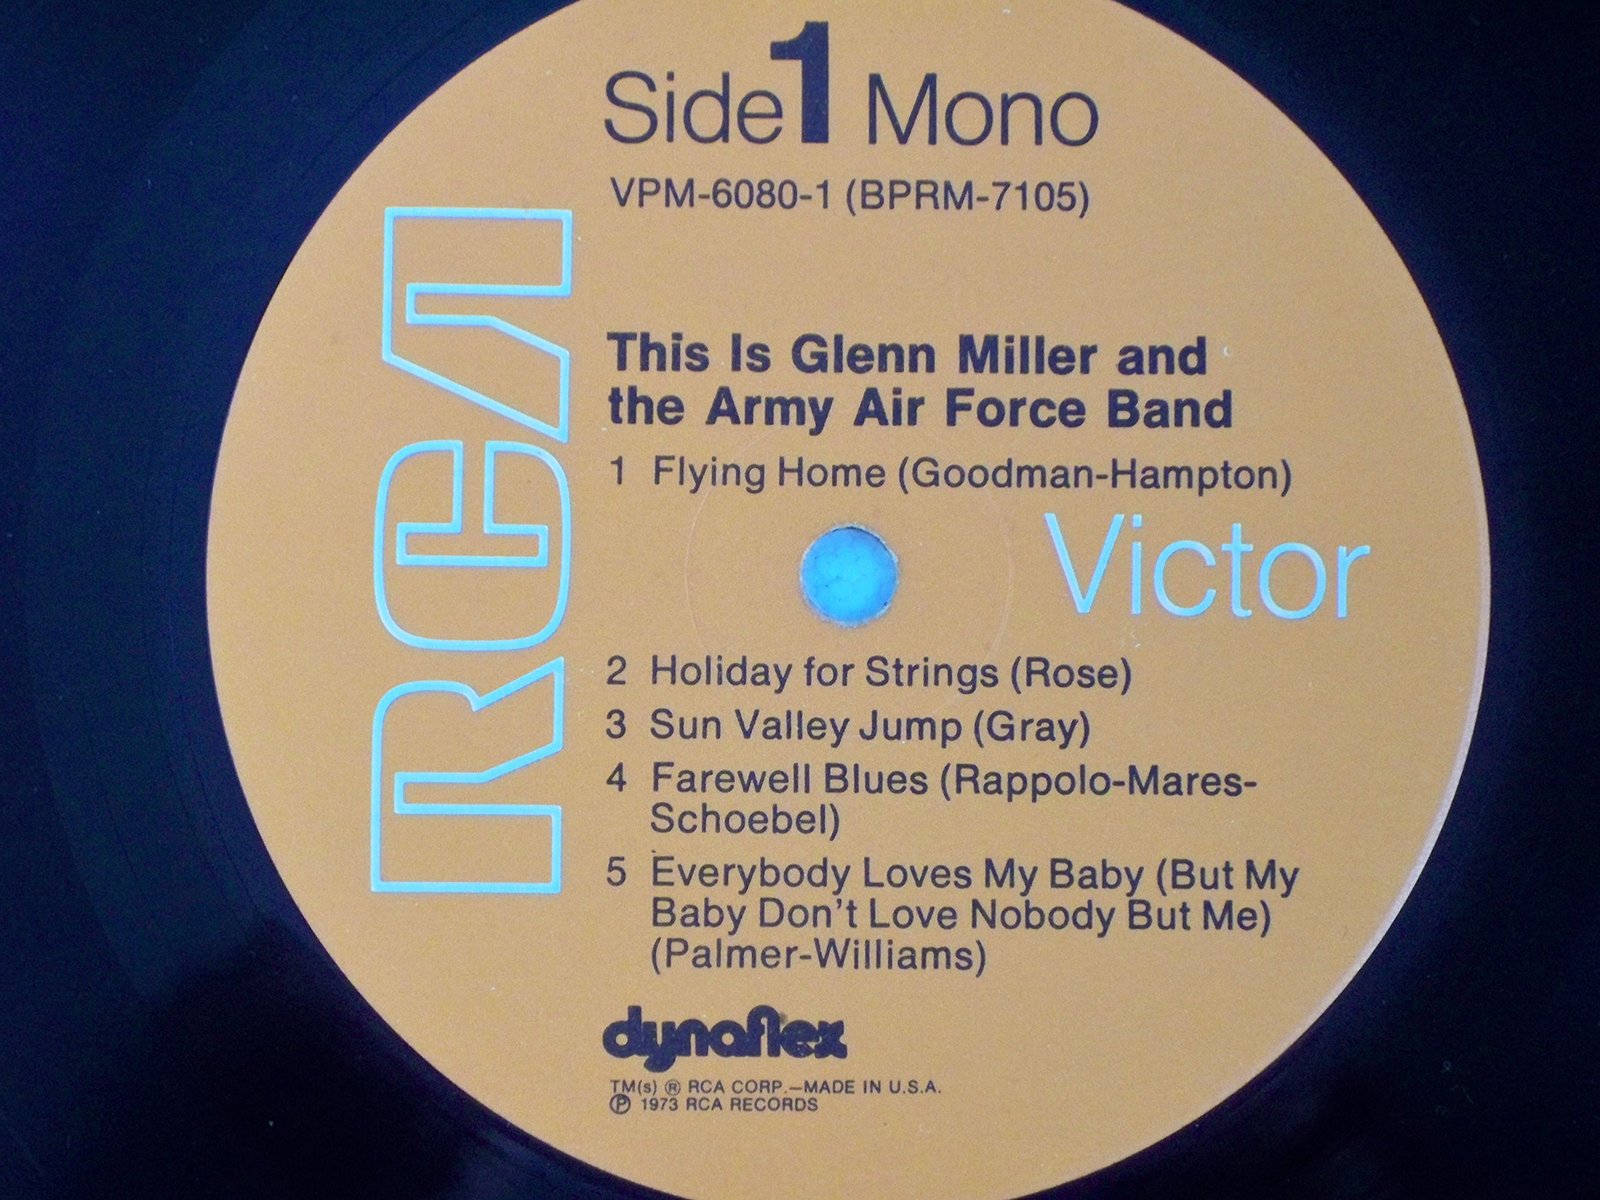 Side 1 Mono
VPM-6080-1 (BPRM-7105)
RCA
This Is Glenn Miller and
the Army Air Force Band
1 Flying Home (Goodman-Hampton)
Victor
2 Holiday for Strings (Rose)
3 Sun Valley Jump (Gray)
4 Farewell Blues (Rappolo-Mares-
Schoebel)
5 Everybody Loves My Baby (But My
Baby Don't Love Nobody But Me)
(Palmer-Williams)
dynaflex
TM(s) ® RCA CORP.—MADE IN U.S.A.
℗ 1973 RCA RECORDS